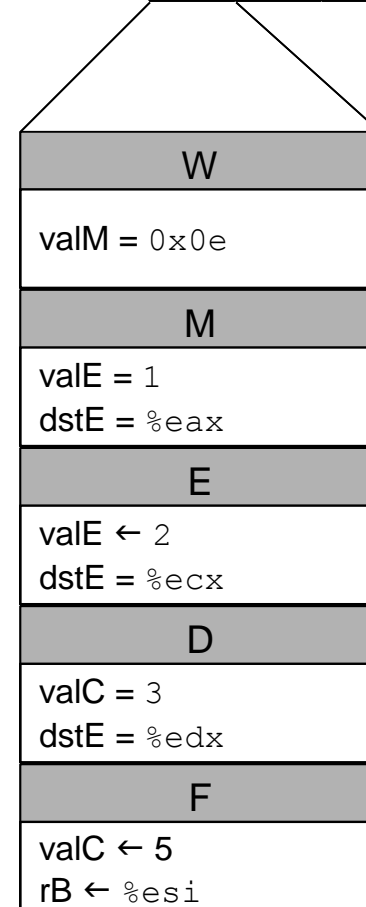 W
valM = 0x0e
M
valE = 1
dstE = %eax
E
valE ← 2
dstE = %ecx
D
valC = 3
dstE = %edx
F
valC ← 5
rB ← %esi